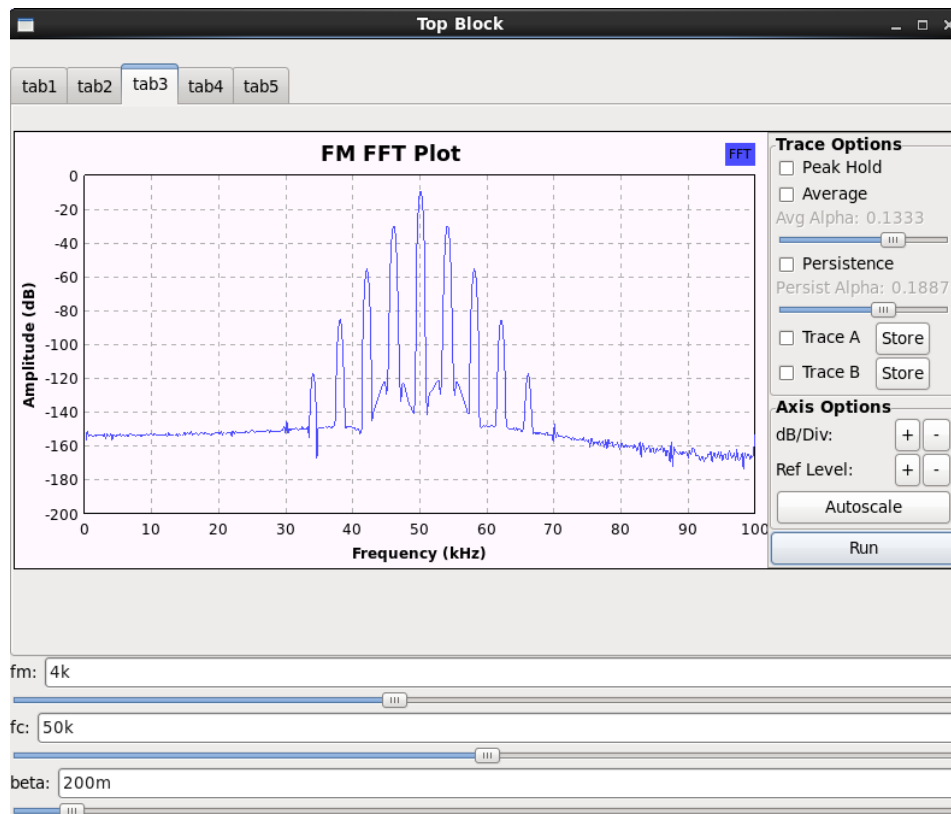 Top Block
tab1 tab2 tab3 tab4 tab5
FM FFT Plot
FFT
Amplitude (dB)
0
-20
-40
-60
-80
-100
-120
-140
-160
-180
-200
0 10 20 30 40 50 60 70 80 90 100
Frequency (kHz)
Trace Options
Peak Hold
Average
Avg Alpha: 0.1333
Persistence
Persist Alpha: 0.1887
Trace A Store
Trace B Store
Axis Options
dB/Div: + -
Ref Level: + -
Autoscale
Run
fm: 4k
fc: 50k
beta: 200m